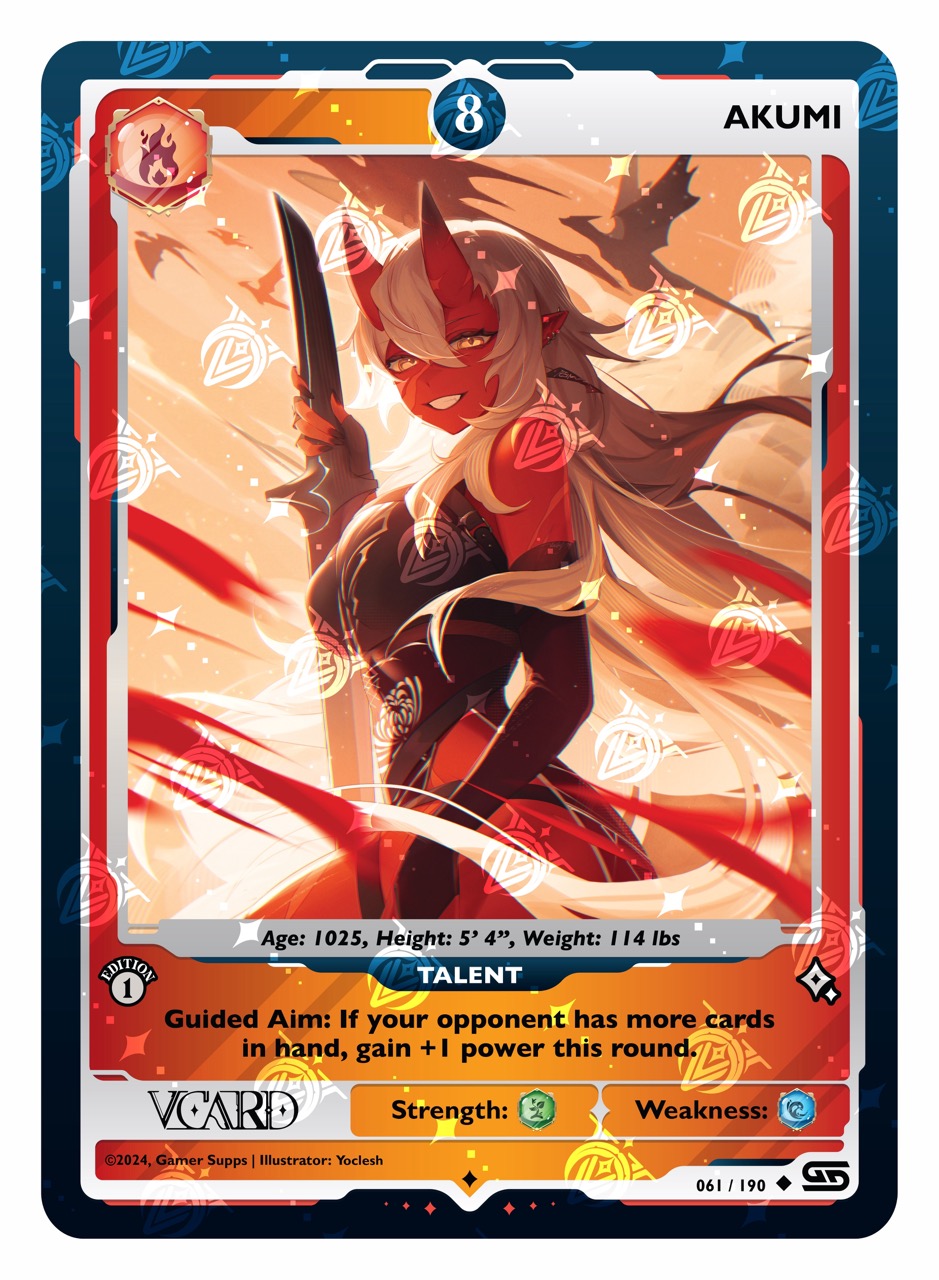 8
AKUMI
Age: 1025, Height: 5’ 4”, Weight: 114 lbs
EDITION
1
TALENT
Guided Aim: If your opponent has more cards
in hand, gain +1 power this round.
VCARD
Strength:
Weakness:
©2024, Gamer Supps | Illustrator: Yoclesh
061 / 190
GS